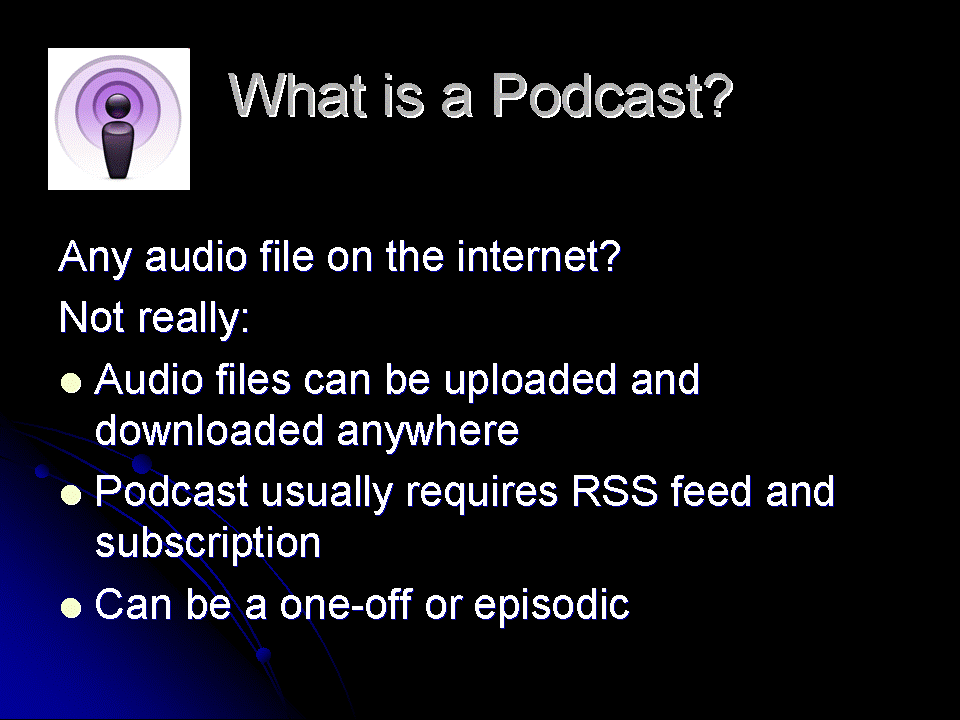 What is a Podcast?
Any audio file on the internet?
Not really:
● Audio files can be uploaded and
downloaded anywhere
● Podcast usually requires RSS feed and
subscription
● Can be a one-off or episodic